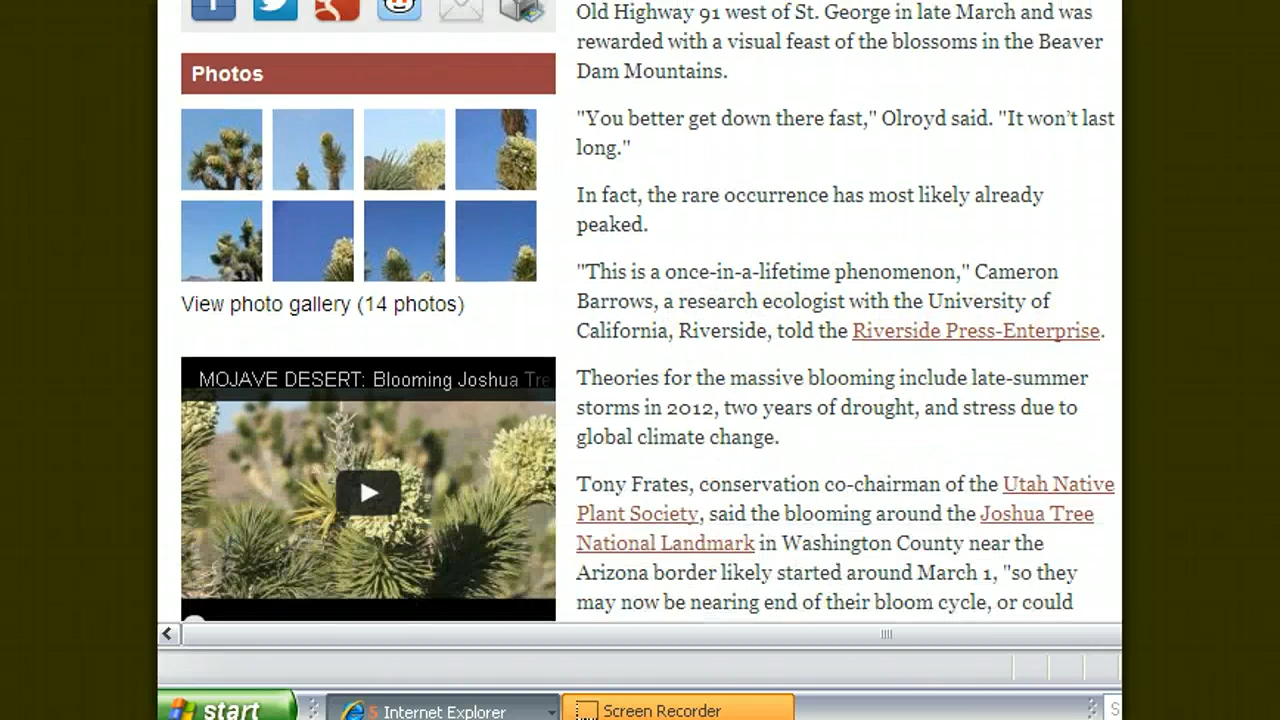 Old Highway 91 west of St. George in late March and was
rewarded with a visual feast of the blossoms in the Beaver
Dam Mountains.
Photos
"You better get down there fast," Olroyd said. "It won't last
long."
In fact, the rare occurrence has most likely already
peaked.
"This is a once-in-a-lifetime phenomenon," Cameron
Barrows, a research ecologist with the University of
California, Riverside, told the Riverside Press-Enterprise.
View photo gallery (14 photos)
MOJAVE DESERT: Blooming Joshua Tre
Theories for the massive blooming include late-summer
storms in 2012, two years of drought, and stress due to
global climate change.
Tony Frates, conservation co-chairman of the Utah Native
Plant Society, said the blooming around the Joshua Tree
National Landmark in Washington County near the
Arizona border likely started around March 1, "so they
may now be nearing end of their bloom cycle, or could
start
5 Internet Explorer
Screen Recorder
S